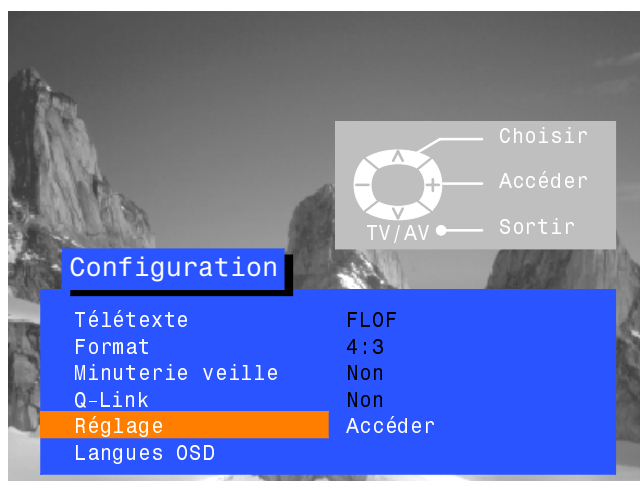 Choisir
Accéder
TV/AV Sortir
Configuration
Télétexte FLOF
Format 4:3
Minuterie veille Non
Q-Link Non
Réglage Accéder
Langues OSD